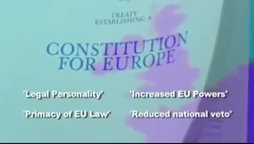 TREATY
ESTABLISHING A
CONSTITUTION
FOR EUROPE
'Legal Personality' 'Increased EU Powers'
'Primacy of EU Law' 'Reduced national veto'